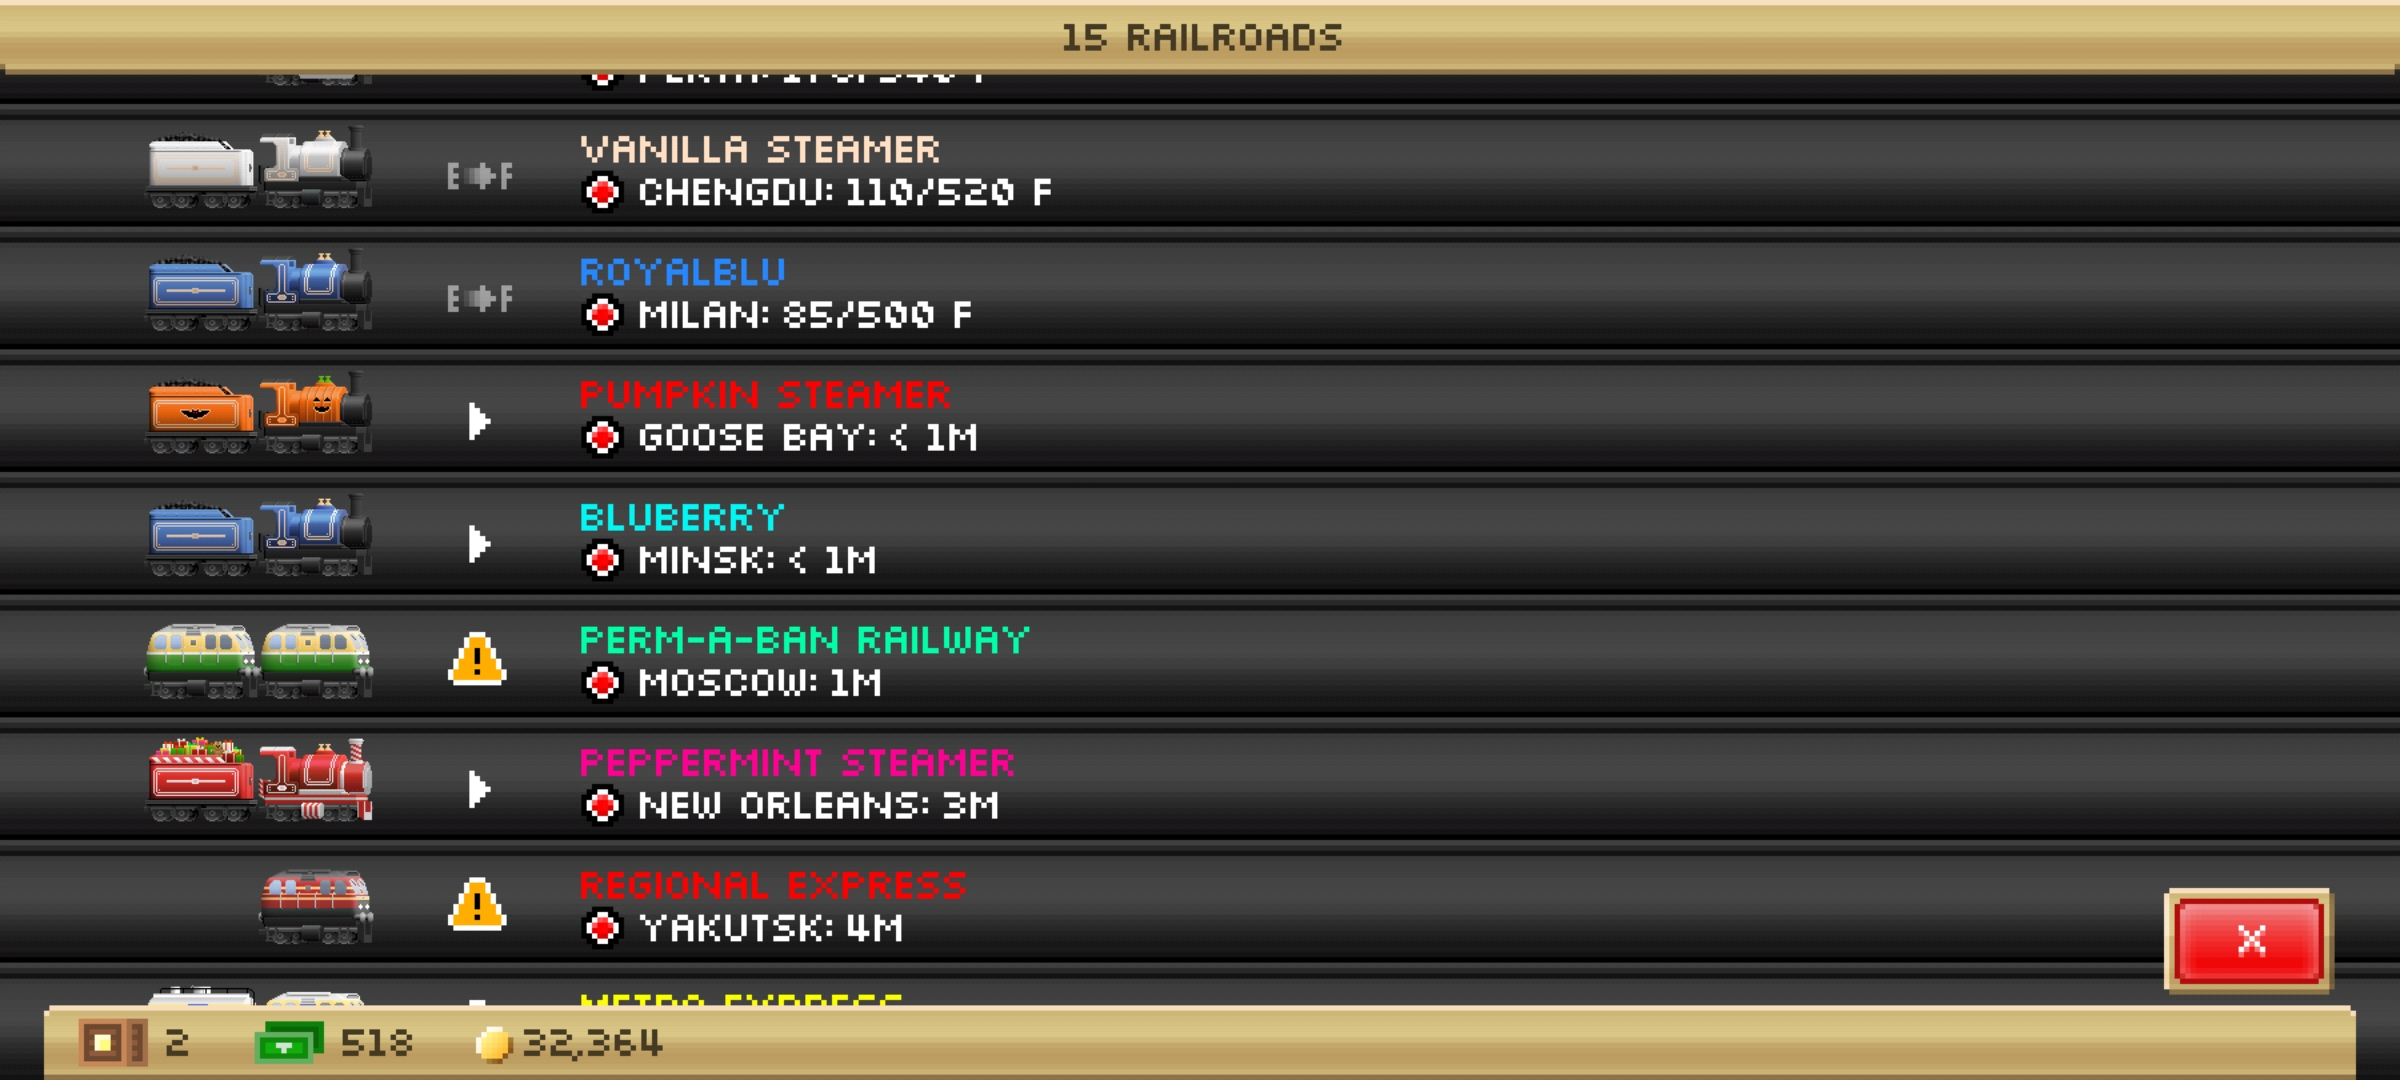 15 RAILROADS
VANILLA STEAMER
E F
CHENGDU: 110/520 F
ROYALBLU
E F
MILAN: 85/500 F
PUMPKIN STEAMER
GOOSE BAY: < 1M
BLUBERRY
MINSK: < 1M
PERM-A-BAN RAILWAY
MOSCOW: 1M
PEPPERMINT STEAMER
NEW ORLEANS: 3M
REGIONAL EXPRESS
YAKUTSK: 4M
X
2 518 32,364